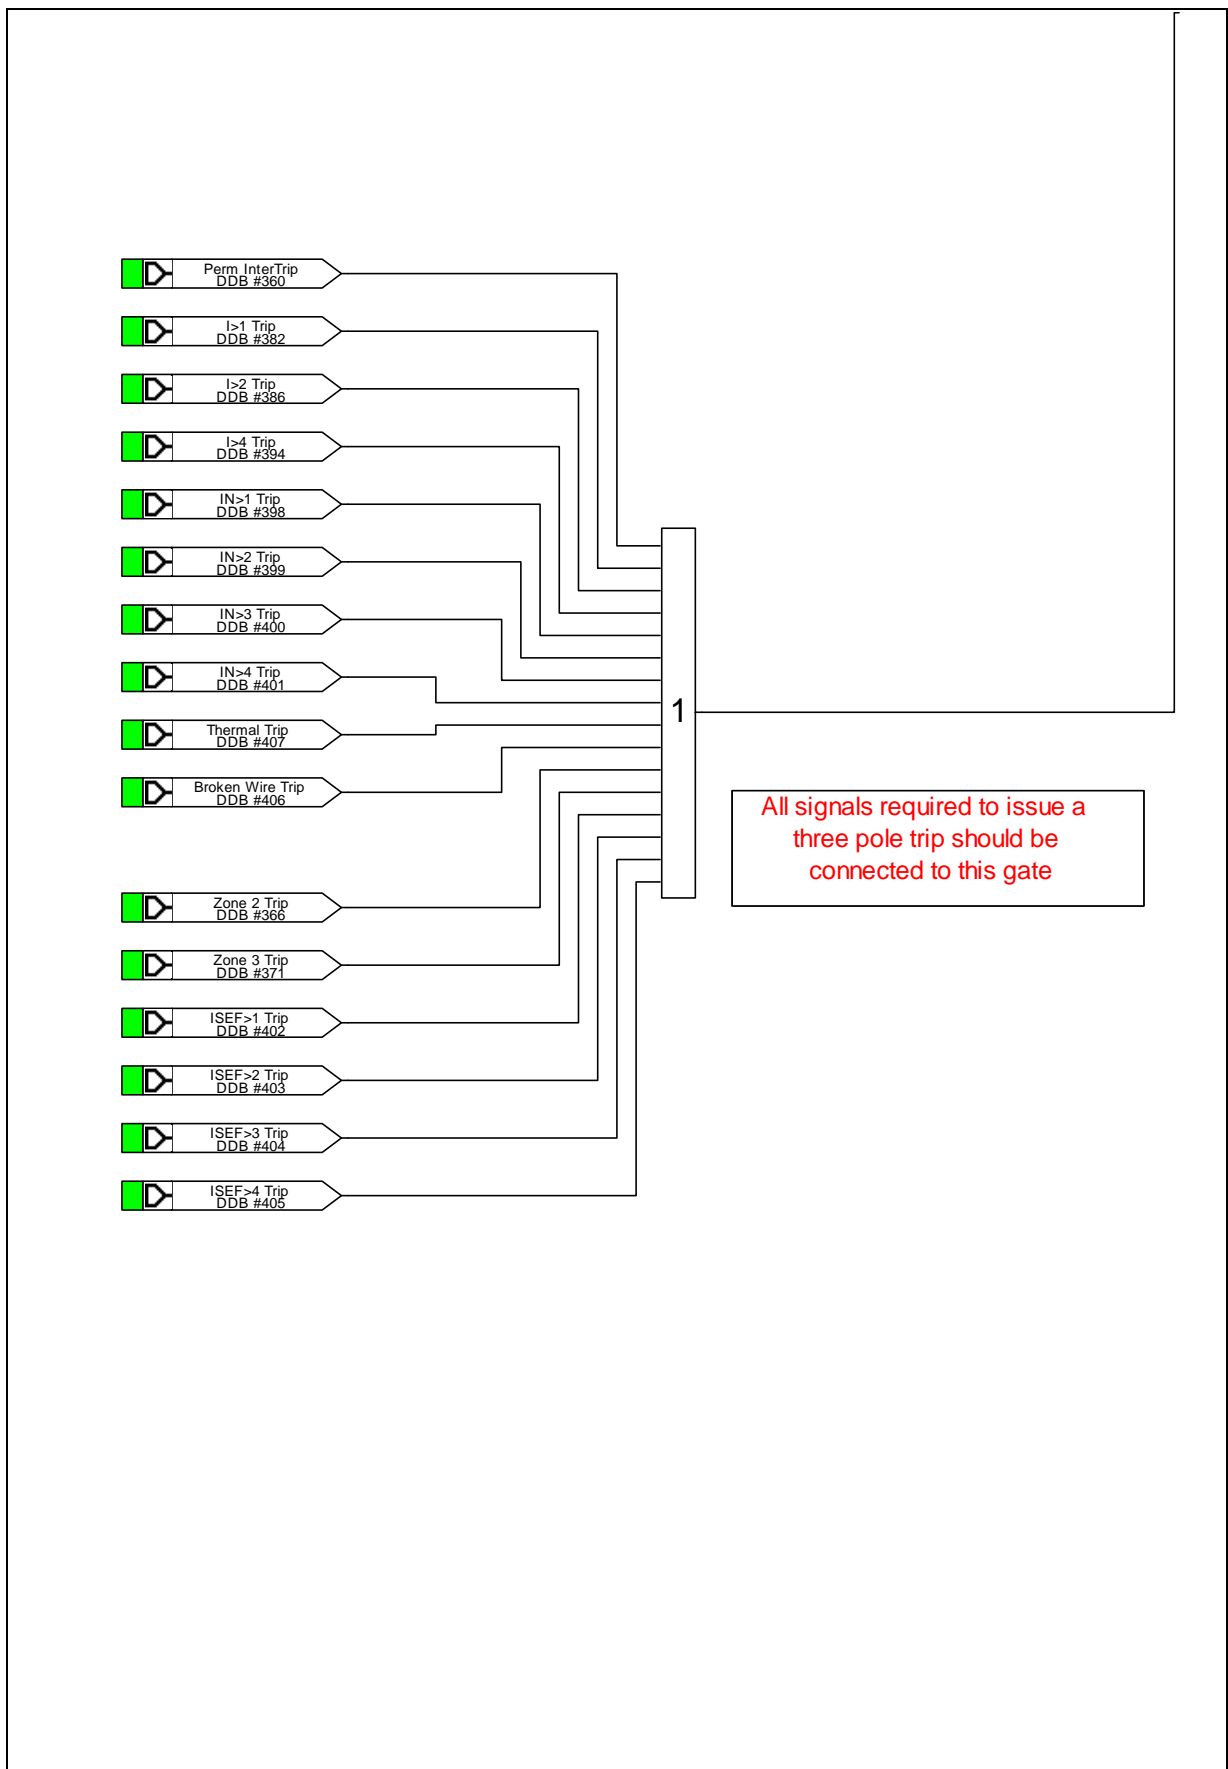 Perm InterTrip
DDB #360
I>1 Trip
DDB #382
I>2 Trip
DDB #386
I>4 Trip
DDB #394
IN>1 Trip
DDB #398
IN>2 Trip
DDB #399
IN>3 Trip
DDB #400
IN>4 Trip
DDB #401
Thermal Trip
DDB #407
Broken Wire Trip
DDB #406
1
All signals required to issue a
three pole trip should be
connected to this gate
Zone 2 Trip
DDB #366
Zone 3 Trip
DDB #371
ISEF>1 Trip
DDB #402
ISEF>2 Trip
DDB #403
ISEF>3 Trip
DDB #404
ISEF>4 Trip
DDB #405